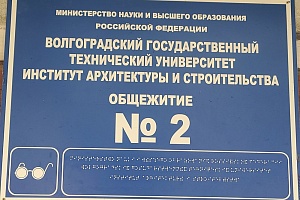 МИНИСТЕРСТВО НАУКИ И ВЫСШЕГО ОБРАЗОВАНИЯ
РОССИЙСКОЙ ФЕДЕРАЦИИ
ВОЛГОГРАДСКИЙ ГОСУДАРСТВЕННЫЙ
ТЕХНИЧЕСКИЙ УНИВЕРСИТЕТ
ИНСТИТУТ АРХИТЕКТУРЫ И СТРОИТЕЛЬСТВА
ОБЩЕЖИТИЕ
№ 2